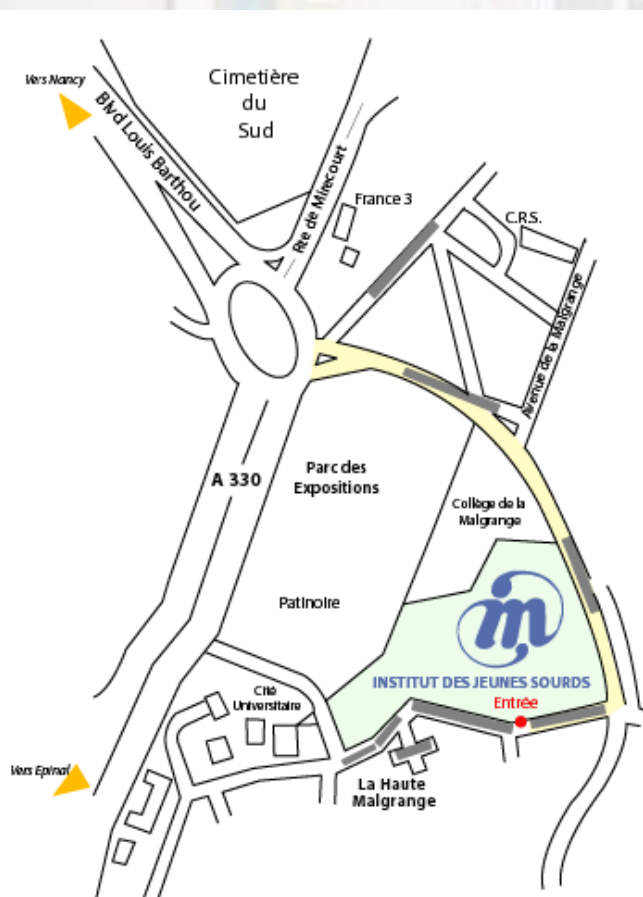 Vers Nancy
Blvd Louis Barthou
Cimetière
du
Sud
Rte de Mirecourt
France 3
C.R.S.
Avenue de la Malgrange
A 330
Parc des
Expositions
Collège de la
Malgrange
Patinoire
im
INSTITUT DES JEUNES SOURDS
Entrée
Cité
Universitaire
Vers Epinal
La Haute
Malgrange